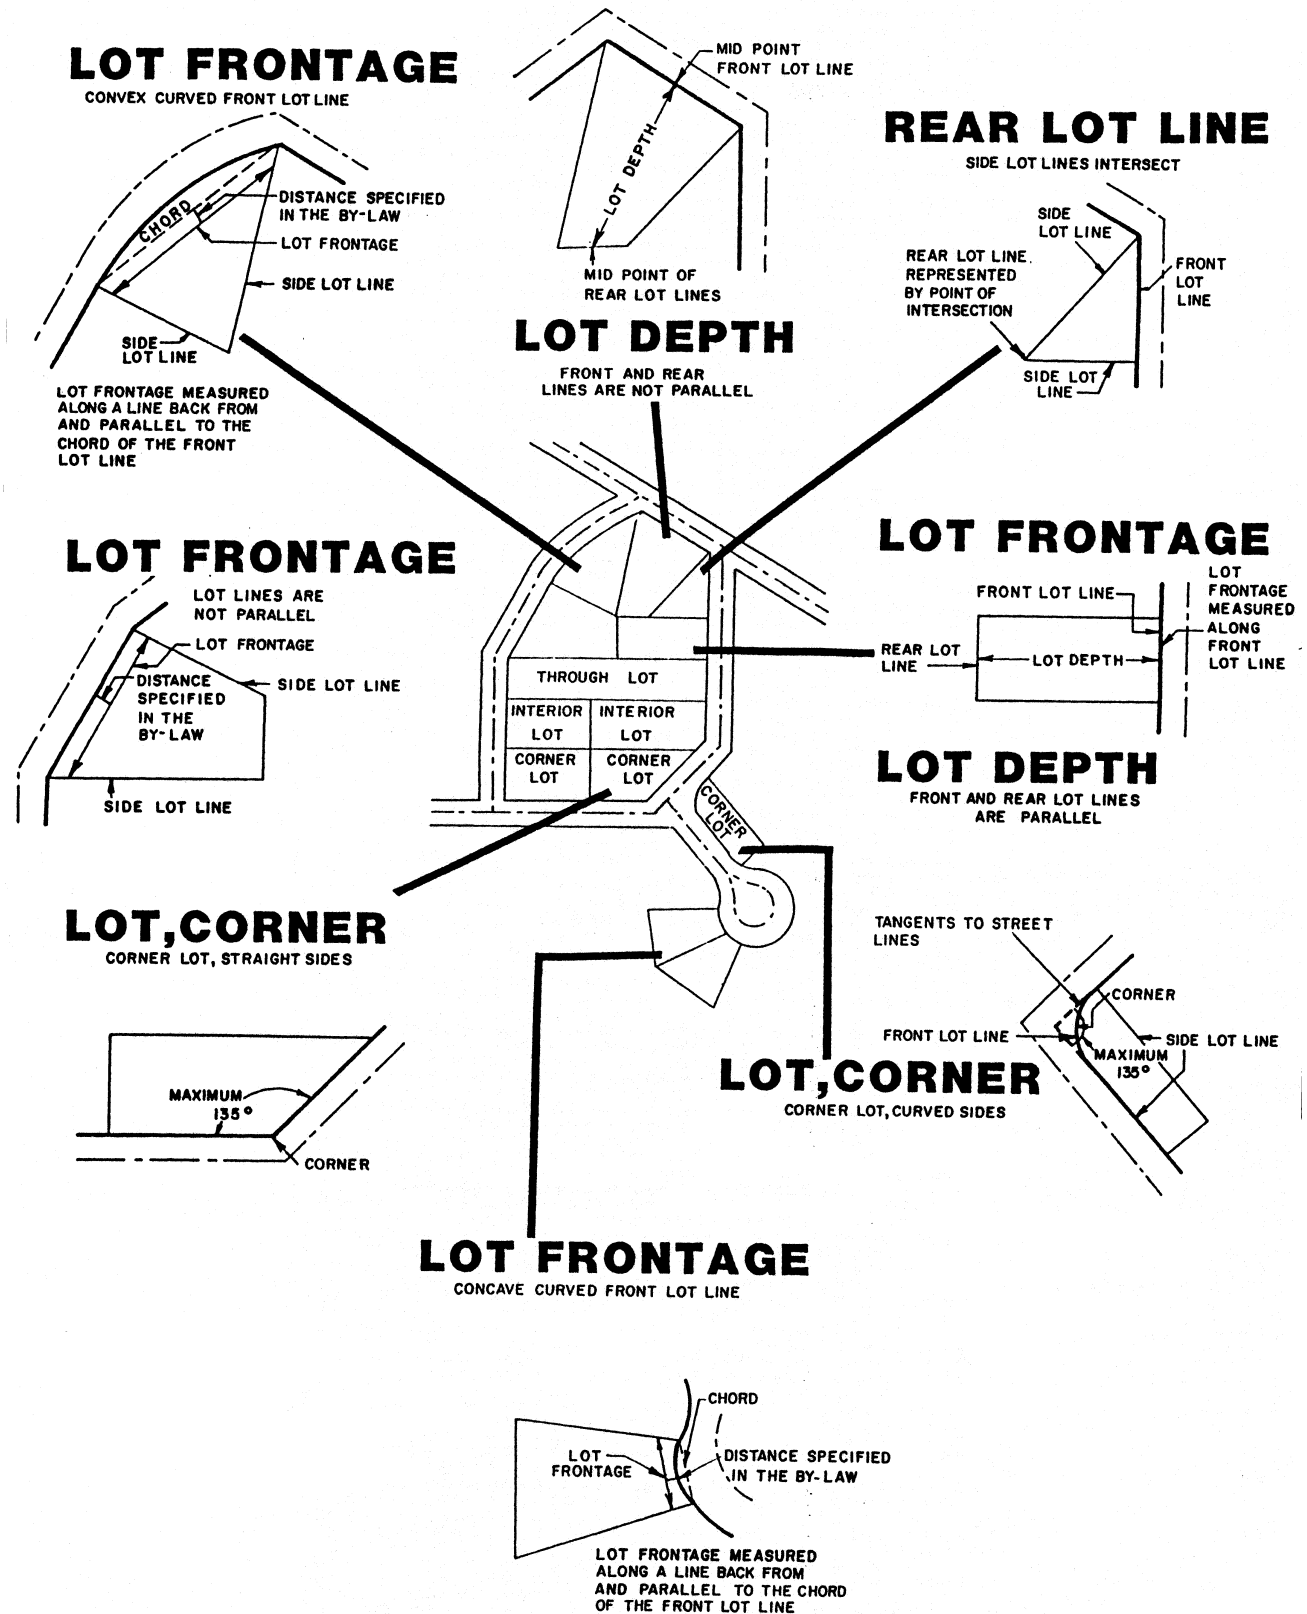 LOT FRONTAGE
CONVEX CURVED FRONT LOT LINE
CHORD
DISTANCE SPECIFIED
IN THE BY-LAW
LOT FRONTAGE
SIDE LOT LINE
SIDE
LOT LINE
LOT FRONTAGE MEASURED
ALONG A LINE BACK FROM
AND PARALLEL TO THE
CHORD OF THE FRONT
LOT LINE
MID POINT
FRONT LOT LINE
LOT DEPTH
MID POINT OF
REAR LOT LINES
LOT DEPTH
FRONT AND REAR
LINES ARE NOT PARALLEL
REAR LOT LINE
SIDE LOT LINES INTERSECT
SIDE
LOT LINE
REAR LOT LINE.
REPRESENTED
BY POINT OF
INTERSECTION
FRONT
LOT
LINE
SIDE LOT
LINE
LOT FRONTAGE
LOT LINES ARE
NOT PARALLEL
LOT FRONTAGE
DISTANCE
SPECIFIED
IN THE
BY-LAW
SIDE LOT LINE
SIDE LOT LINE
THROUGH LOT
INTERIOR
LOT
INTERIOR
LOT
CORNER
LOT
CORNER
LOT
CORNER
LOT
LOT FRONTAGE
FRONT LOT LINE
LOT
FRONTAGE
MEASURED
ALONG
FRONT
LOT LINE
REAR LOT
LINE
LOT DEPTH
LOT DEPTH
FRONT AND REAR LOT LINES
ARE PARALLEL
LOT,CORNER
CORNER LOT, STRAIGHT SIDES
MAXIMUM
135°
CORNER
TANGENTS TO STREET
LINES
CORNER
FRONT LOT LINE
SIDE LOT LINE
MAXIMUM
135°
LOT,CORNER
CORNER LOT, CURVED SIDES
LOT FRONTAGE
CONCAVE CURVED FRONT LOT LINE
CHORD
LOT
FRONTAGE
DISTANCE SPECIFIED
IN THE BY-LAW
LOT FRONTAGE MEASURED
ALONG A LINE BACK FROM
AND PARALLEL TO THE CHORD
OF THE FRONT LOT LINE